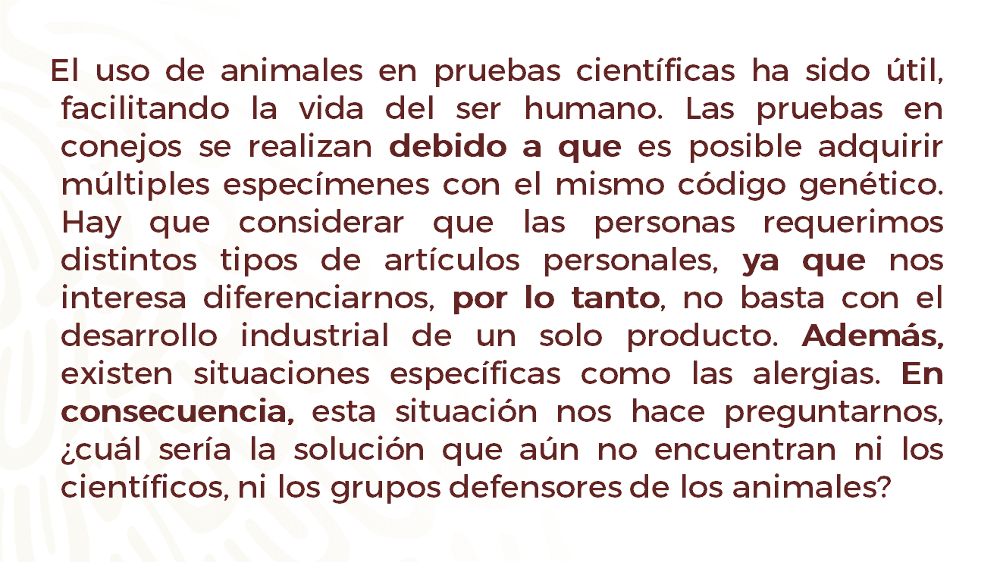 El uso de animales en pruebas científicas ha sido útil,
facilitando la vida del ser humano. Las pruebas en
conejos se realizan debido a que es posible adquirir
múltiples especímenes con el mismo código genético.
Hay que considerar que las personas requerimos
distintos tipos de artículos personales, ya que nos
interesa diferenciarnos, por lo tanto, no basta con el
desarrollo industrial de un solo producto. Además,
existen situaciones específicas como las alergias. En
consecuencia, esta situación nos hace preguntarnos,
¿cuál sería la solución que aún no encuentran ni los
científicos, ni los grupos defensores de los animales?